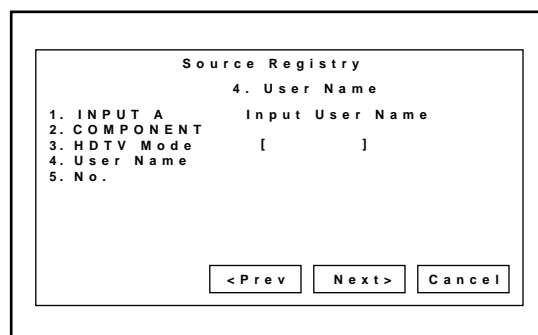 Source Registry
4. User Name
1. INPUT A
2. COMPONENT
3. HDTV Mode
4. User Name
5. No.
Input User Name
[ ]
<Prev
Next>
Cancel